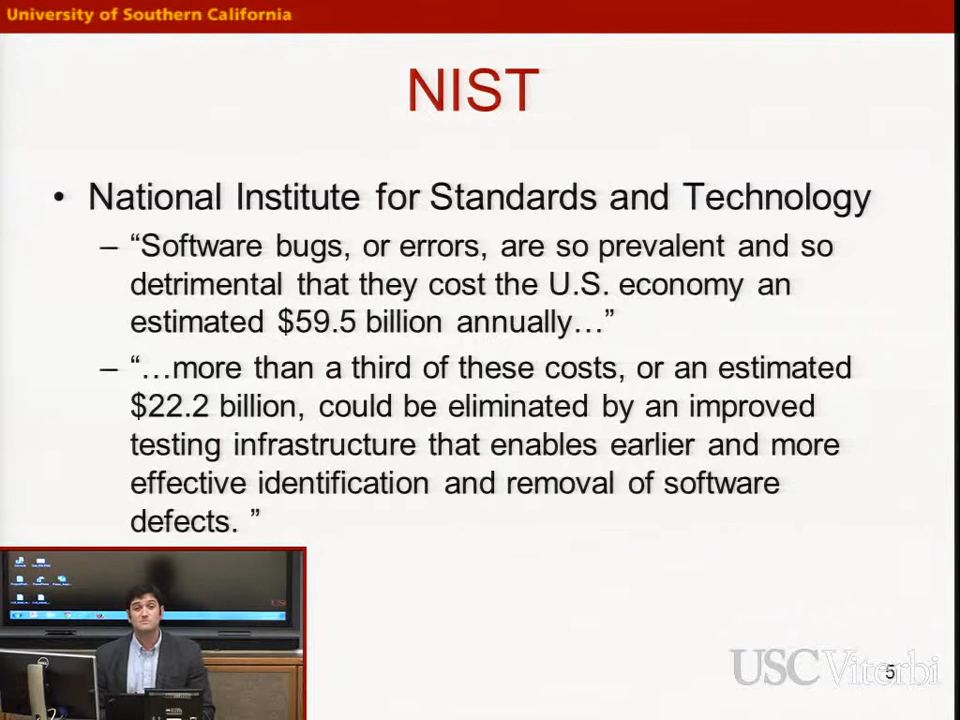 University of Southern California
NIST
• National Institute for Standards and Technology
– “Software bugs, or errors, are so prevalent and so
detrimental that they cost the U.S. economy an
estimated $59.5 billion annually…”
– “…more than a third of these costs, or an estimated
$22.2 billion, could be eliminated by an improved
testing infrastructure that enables earlier and more
effective identification and removal of software
defects. ”
USC Viterbi
5